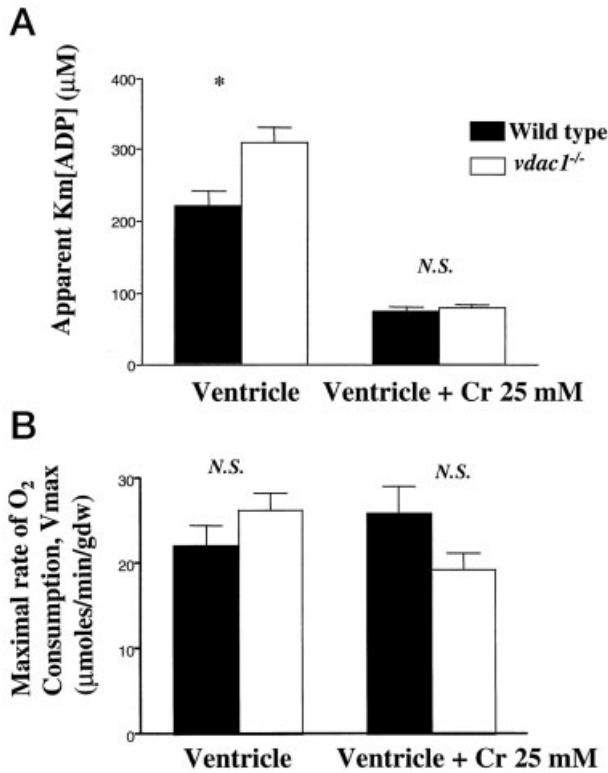 A
Apparent Km[ADP] (µM)
400
300
200
100
0
*
N.S.
Wild type
vdac1-/-
Ventricle
Ventricle + Cr 25 mM
B
Maximal rate of O2
Consumption, Vmax
(µmoles/min/gdw)
30
20
10
0
N.S.
N.S.
Ventricle
Ventricle + Cr 25 mM